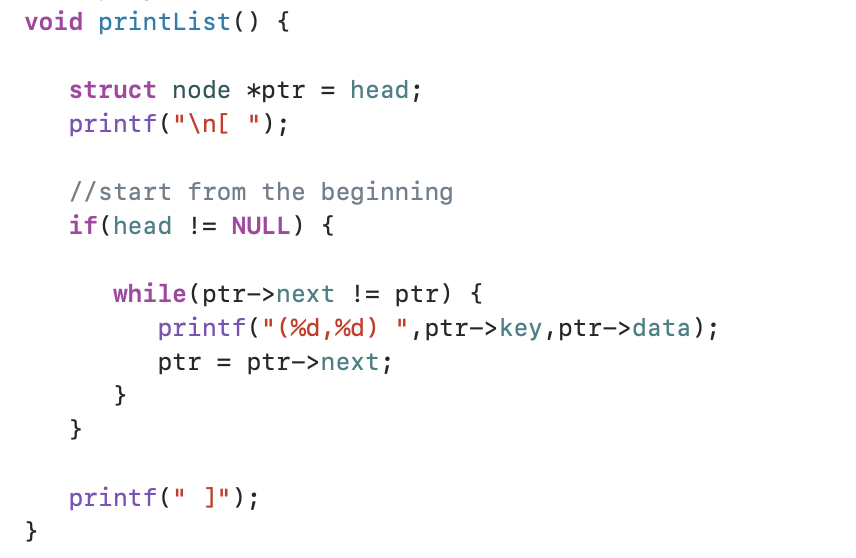 void printList() {
struct node *ptr = head;
printf("\n[ ");
//start from the beginning
if(head != NULL) {
while(ptr->next != ptr) {
printf("(%d,%d) ",ptr->key,ptr->data);
ptr = ptr->next;
}
}
printf(" ]");
}